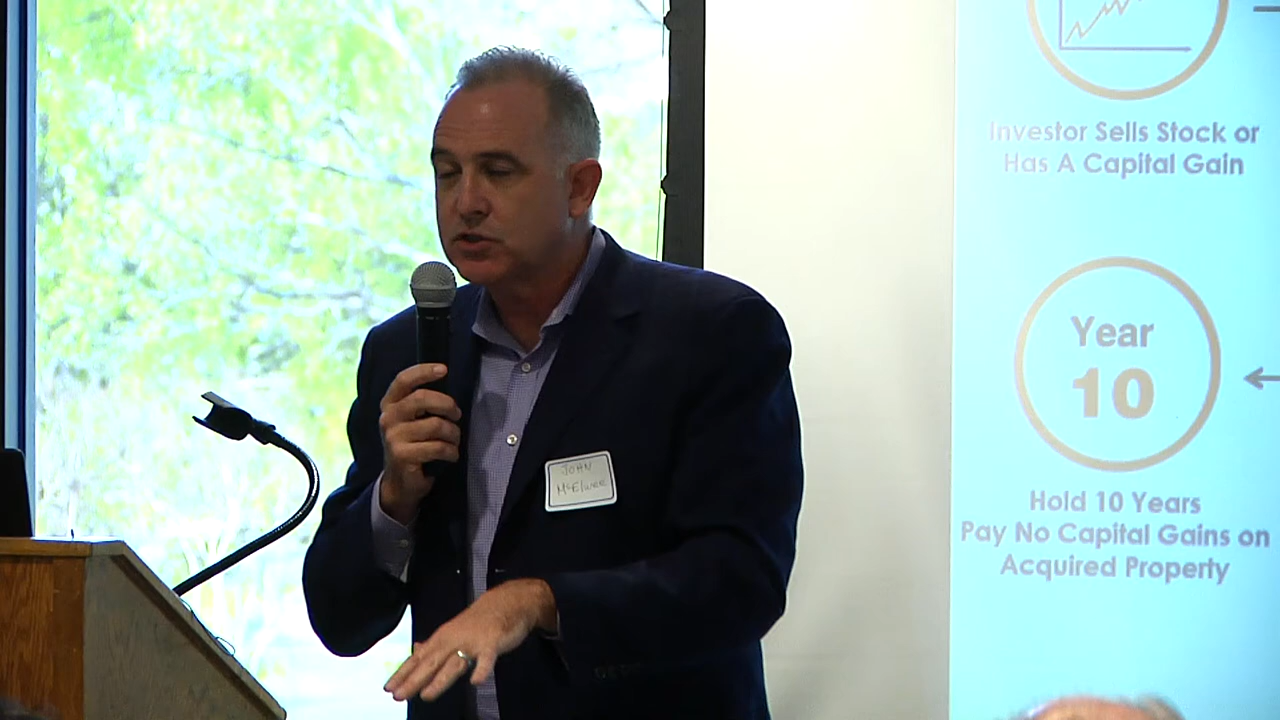 Investor Sells Stock or
Has A Capital Gain
Year
10
Hold 10 Years
Pay No Capital Gains on
Acquired Property
JOHN